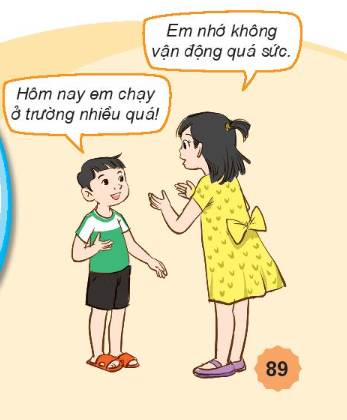 Em nhớ không
vận động quá sức.
Hôm nay em chạy
ở trường nhiều quá!
89